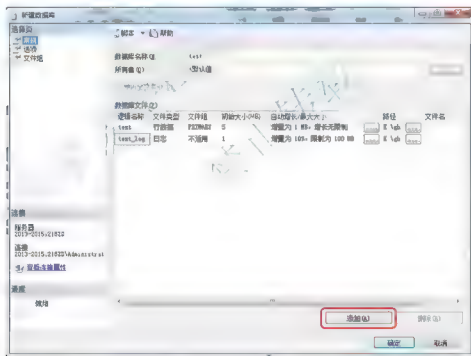 新建数据库
选择页
常规
选项
文件组
脚本 帮助
数据库名称(N): test
所有者(O): <默认值>
数据库文件(F):
逻辑名称 文件类型 文件组 初始大小(MB) 自动增长/最大大小 路径 文件名
test 行数据 PRIMARY 5 增量为 1 MB, 增长无限制 ... E:\gh ...
test_log 日志 不适用 1 增量为 10%, 限制为 100 MB ... E:\gh ...
连接
服务器:
连接:
查看连接属性
进度
就绪
添加(A) 删除(R)
确定 取消